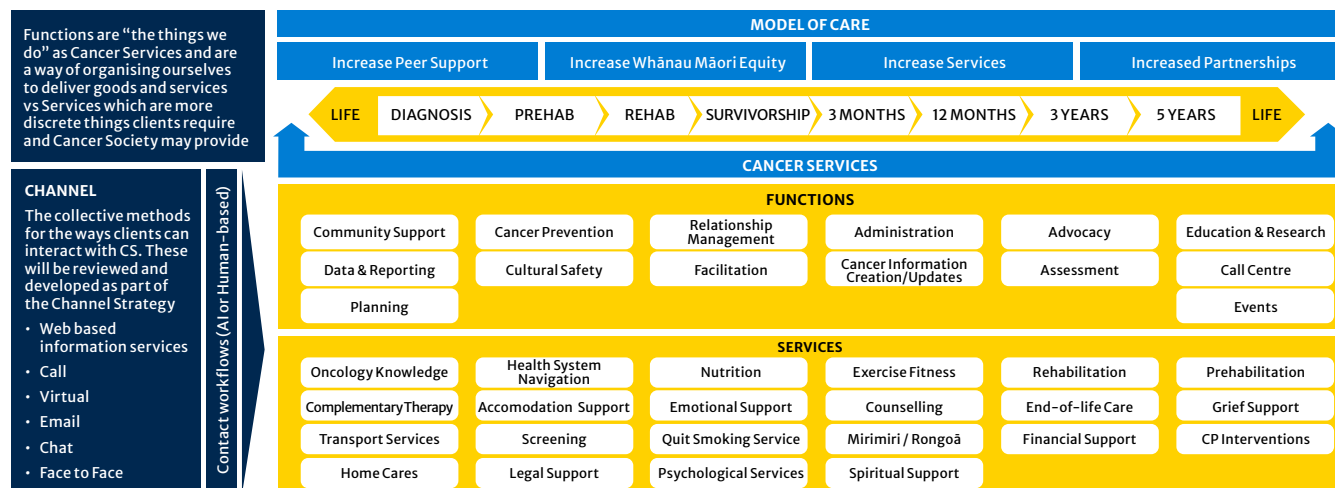 Functions are “the things we
do” as Cancer Services and are
a way of organising ourselves
to deliver goods and services
vs Services which are more
discrete things clients require
and Cancer Society may provide
CHANNEL
The collective methods
for the ways clients can
interact with CS. These
will be reviewed and
developed as part of
the Channel Strategy
• Web based
information services
• Call
• Virtual
• Email
• Chat
• Face to Face
Contact workflows (AI or Human-based)
MODEL OF CARE
Increase Peer Support
Increase Whānau Māori Equity
Increase Services
Increased Partnerships
LIFE
DIAGNOSIS
PREHAB
REHAB
SURVIVORSHIP
3 MONTHS
12 MONTHS
3 YEARS
5 YEARS
LIFE
CANCER SERVICES
FUNCTIONS
Community Support
Cancer Prevention
Relationship
Management
Administration
Advocacy
Education & Research
Data & Reporting
Cultural Safety
Facilitation
Cancer Information
Creation/Updates
Assessment
Call Centre
Planning
Events
SERVICES
Oncology Knowledge
Health System
Navigation
Nutrition
Exercise Fitness
Rehabilitation
Prehabilitation
Complementary Therapy
Accomodation Support
Emotional Support
Counselling
End-of-life Care
Grief Support
Transport Services
Screening
Quit Smoking Service
Mirimiri / Rongoā
Financial Support
CP Interventions
Home Cares
Legal Support
Psychological Services
Spiritual Support